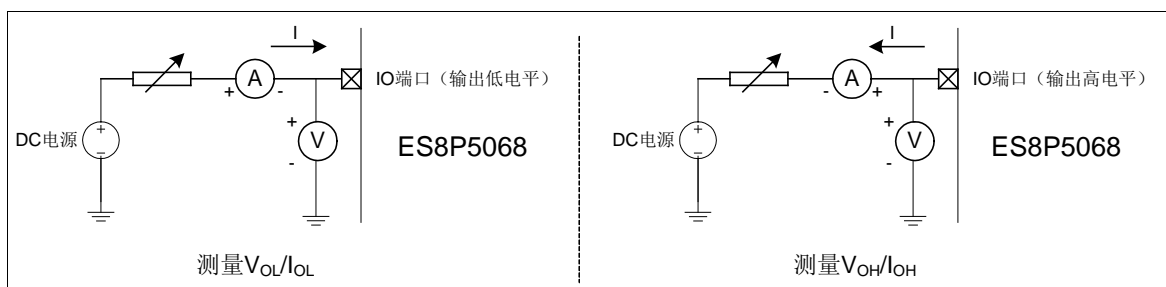 I
A
+ -
IO端口（输出低电平）
DC电源
+
-
+
V
-
ES8P5068
测量VOL/IOL
I
A
- +
IO端口（输出高电平）
DC电源
+
-
+
V
-
ES8P5068
测量VOH/IOH